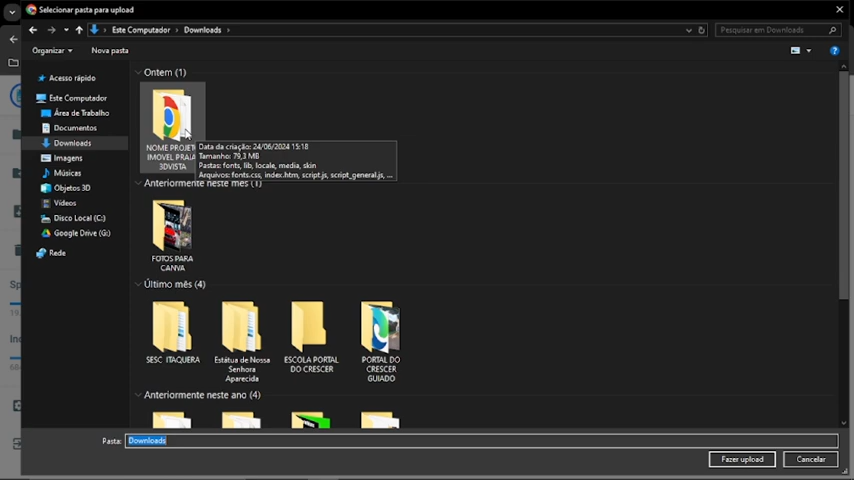 Selecionar pasta para upload
Este Computador > Downloads >
Pesquisar em Downloads
Organizar
Nova pasta
Acesso rápido
Este Computador
Área de Trabalho
Documentos
Downloads
Imagens
Músicas
Objetos 3D
Vídeos
Disco Local (C:)
Google Drive (G:)
Rede
Ontem (1)
NOME PROJETO
IMOVEL PRAIA
3DVISTA
Data da criação: 24/06/2024 15:18
Tamanho: 79,3 MB
Pastas: fonts, lib, locale, media, skin
Arquivos: fonts.css, index.htm, script.js, script_general.js, ...
Anteriormente neste mês (1)
FOTOS PARA
CANVA
Último mês (4)
SESC ITAQUERA
Estátua de Nossa
Senhora
Aparecida
ESCOLA PORTAL
DO CRESCER
PORTAL DO
CRESCER
GUIADO
Anteriormente neste ano (4)
Pasta: Downloads
Fazer upload
Cancelar